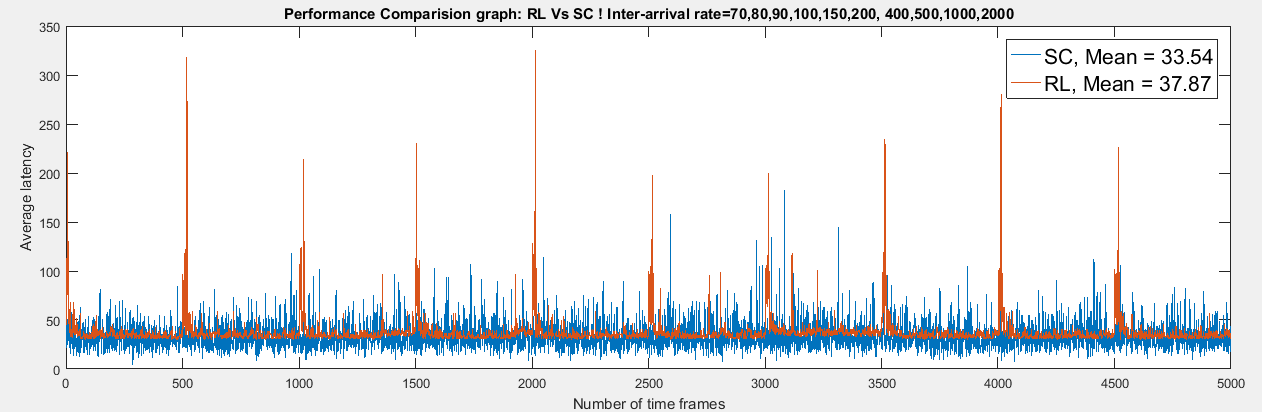 Performance Comparision graph: RL Vs SC ! Inter-arrival rate=70,80,90,100,150,200, 400,500,1000,2000
350
300
250
200
150
100
50
0
Average latency
SC, Mean = 33.54
RL, Mean = 37.87
0 500 1000 1500 2000 2500 3000 3500 4000 4500 5000
Number of time frames